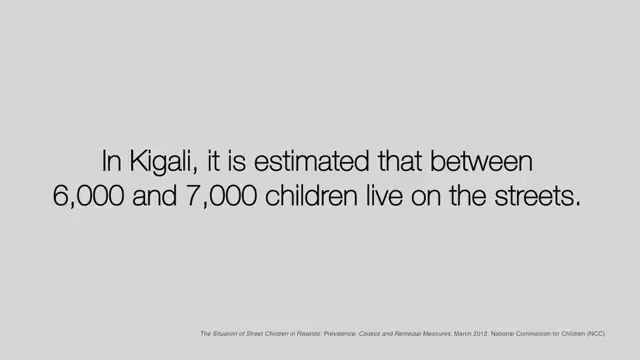 In Kigali, it is estimated that between
6,000 and 7,000 children live on the streets.
The Situation of Street Children in Rwanda: Prevalence, Causes and Remedial Measures, March 2012, National Commission for Children (NCC)